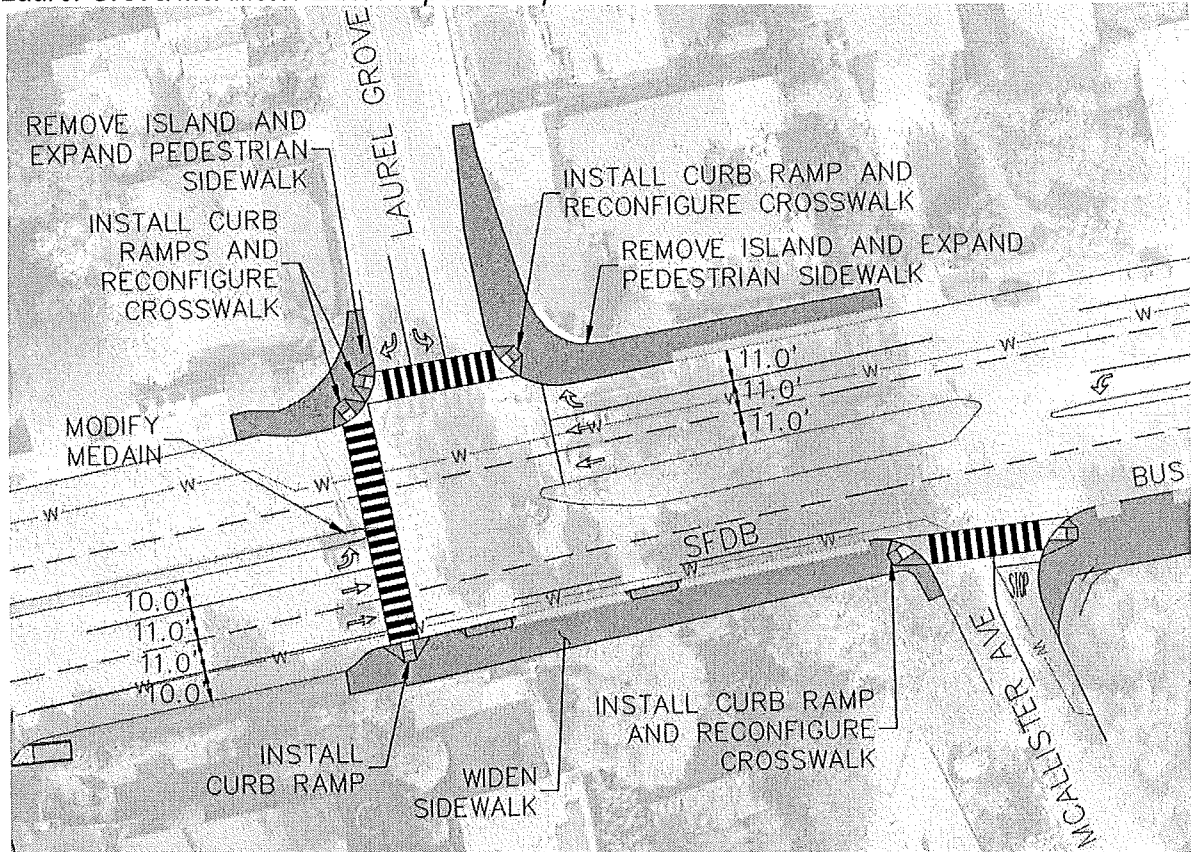 LAUREL GROVE
REMOVE ISLAND AND
EXPAND PEDESTRIAN
SIDEWALK
INSTALL CURB
RAMPS AND
RECONFIGURE
CROSSWALK
INSTALL CURB RAMP AND
RECONFIGURE CROSSWALK
REMOVE ISLAND AND EXPAND
PEDESTRIAN SIDEWALK
MODIFY
MEDAIN
11.0'
11.0'
11.0'
W
W
W
W
W
W
W
W
W
BUS
SFDB
W
W
W
W
W
10.0'
11.0'
11.0'
10.0'
STOP
W
MCALLISTER AVE
INSTALL
CURB RAMP
WIDEN
SIDEWALK
INSTALL CURB RAMP
AND RECONFIGURE
CROSSWALK